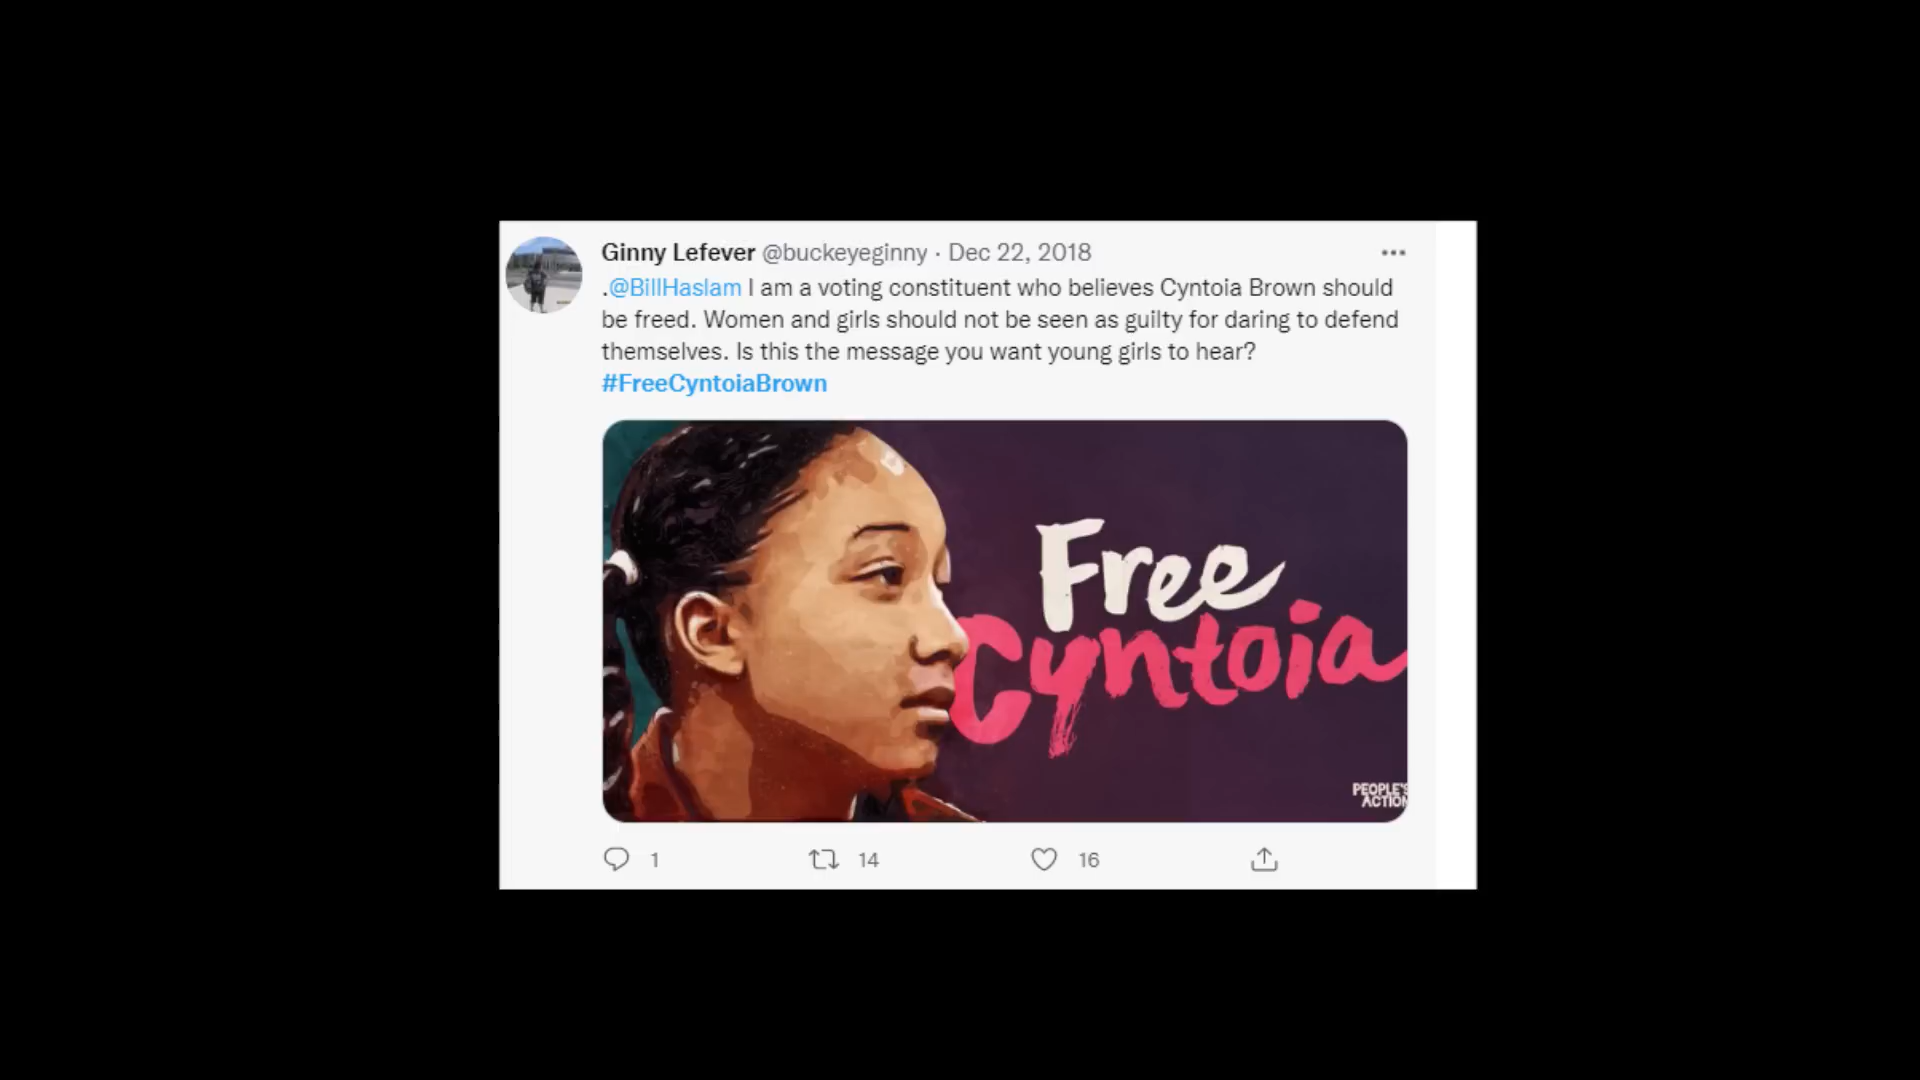 Ginny Lefever @buckeyeginny · Dec 22, 2018
.@BillHaslam I am a voting constituent who believes Cyntoia Brown should
be freed. Women and girls should not be seen as guilty for daring to defend
themselves. Is this the message you want young girls to hear?
#FreeCyntoiaBrown
Free
Cyntoia
PEOPLE'S
ACTION
1 14 16